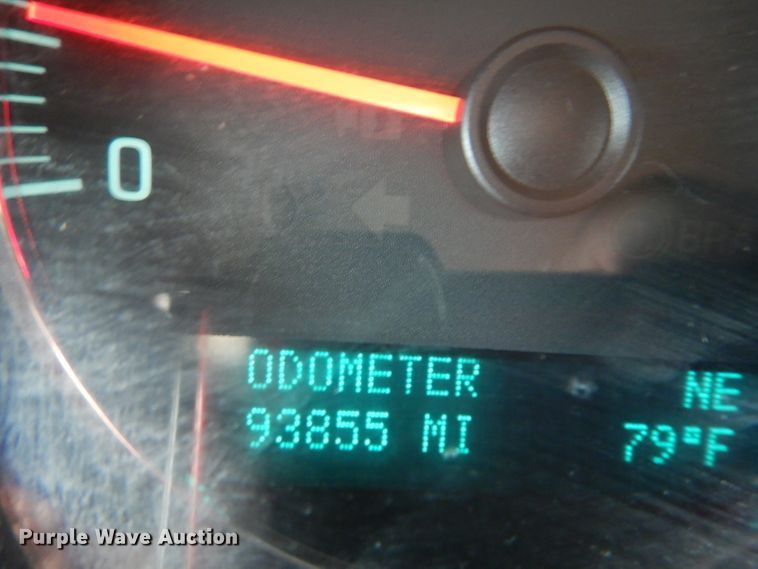 0
ODOMETER NE
93855 MI 79°F
Purple Wave Auction